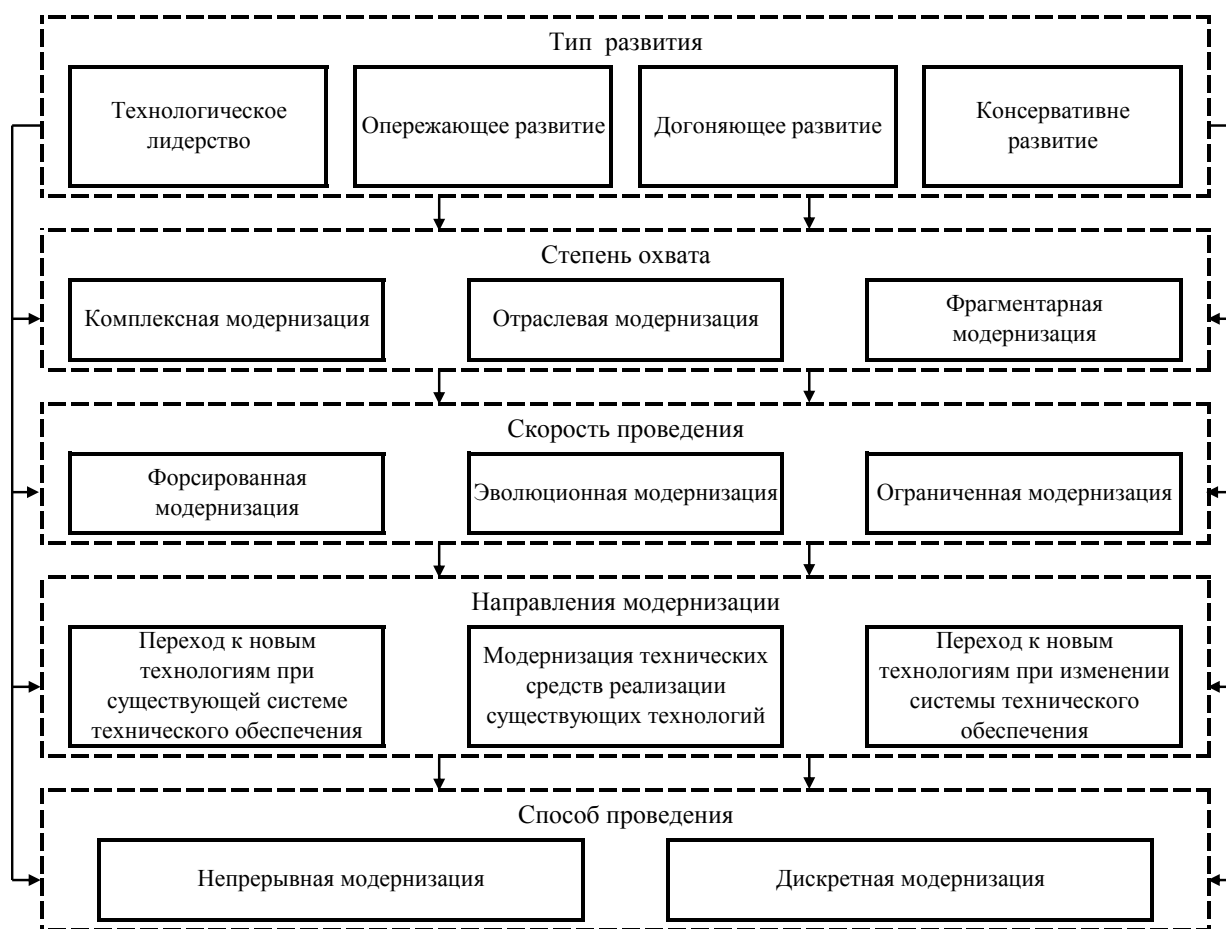 Тип развития
Технологическое
лидерство
Опережающее развитие
Догоняющее развитие
Консервативне
развитие
Степень охвата
Комплексная модернизация
Отраслевая модернизация
Фрагментарная
модернизация
Скорость проведения
Форсированная
модернизация
Эволюционная модернизация
Ограниченная модернизация
Направления модернизации
Переход к новым
технологиям при
существующей системе
технического обеспечения
Модернизация технических
средств реализации
существующих технологий
Переход к новым
технологиям при изменении
системы технического
обеспечения
Способ проведения
Непрерывная модернизация
Дискретная модернизация